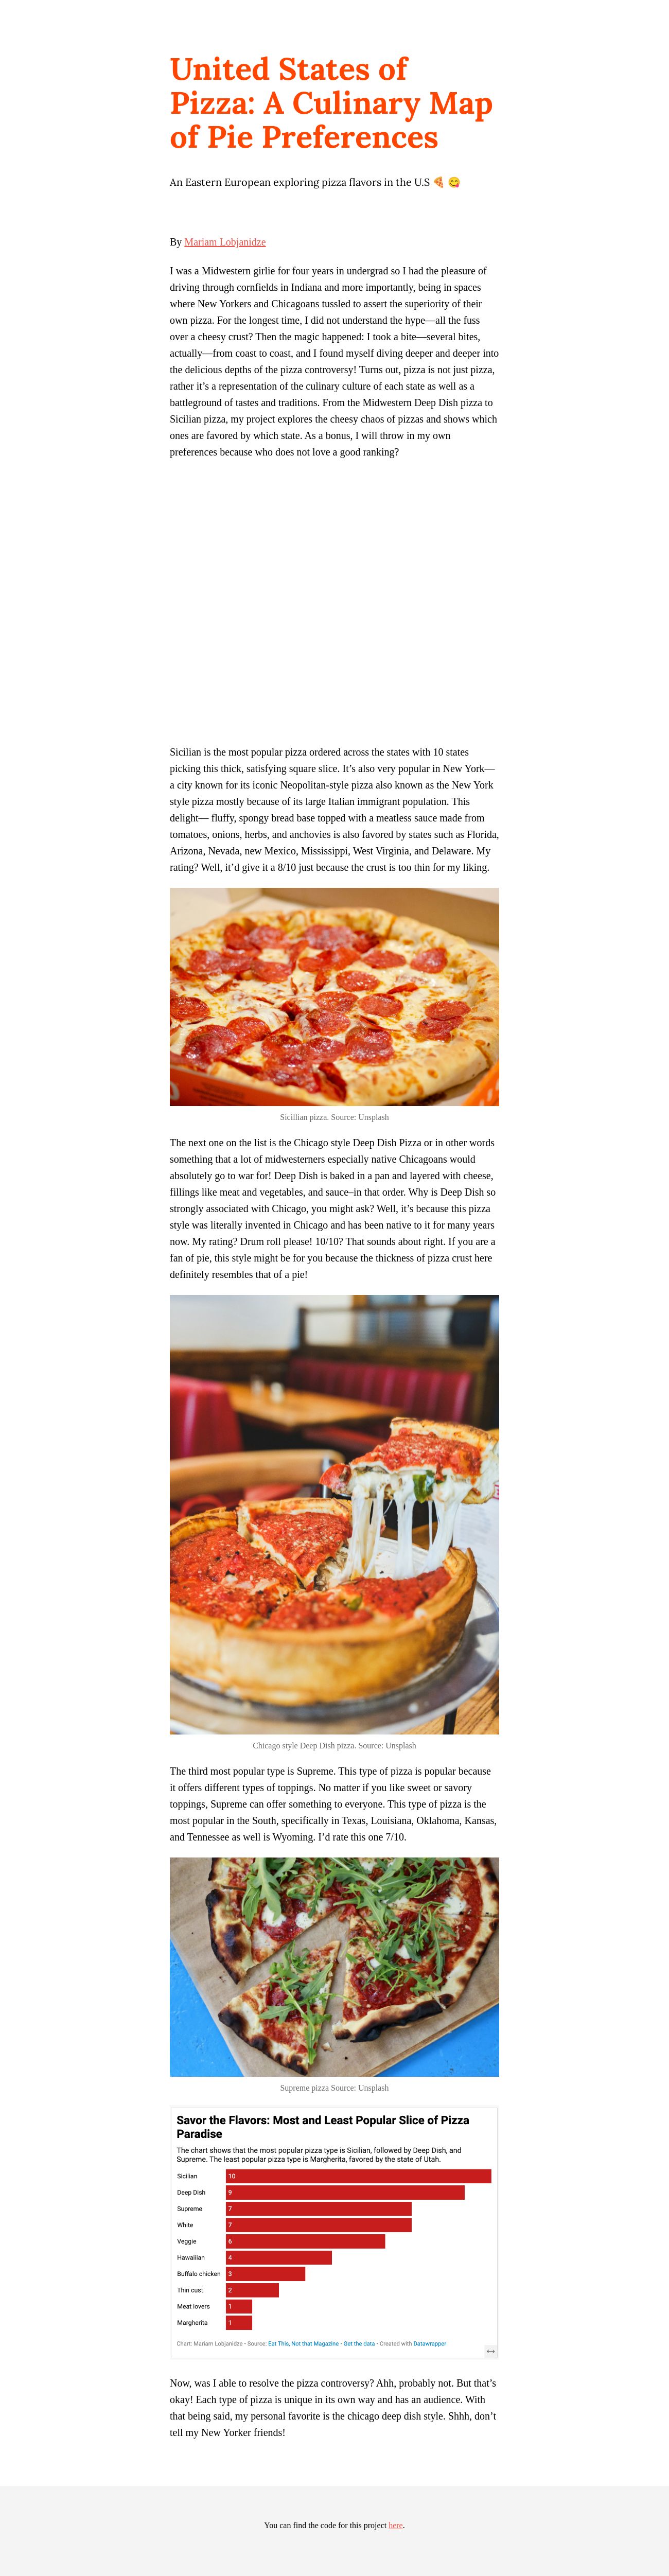 United States of
Pizza: A Culinary Map
of Pie Preferences
An Eastern European exploring pizza flavors in the U.S 🍕 😋
By Mariam Lobjanidze
I was a Midwestern girlie for four years in undergrad so I had the pleasure of
driving through cornfields in Indiana and more importantly, being in spaces
where New Yorkers and Chicagoans tussled to assert the superiority of their
own pizza. For the longest time, I did not understand the hype—all the fuss
over a cheesy crust? Then the magic happened: I took a bite—several bites,
actually—from coast to coast, and I found myself diving deeper and deeper into
the delicious depths of the pizza controversy! Turns out, pizza is not just pizza,
rather it’s a representation of the culinary culture of each state as well as a
battleground of tastes and traditions. From the Midwestern Deep Dish pizza to
Sicilian pizza, my project explores the cheesy chaos of pizzas and shows which
ones are favored by which state. As a bonus, I will throw in my own
preferences because who does not love a good ranking?
Sicilian is the most popular pizza ordered across the states with 10 states
picking this thick, satisfying square slice. It’s also very popular in New York—
a city known for its iconic Neopolitan-style pizza also known as the New York
style pizza mostly because of its large Italian immigrant population. This
delight— fluffy, spongy bread base topped with a meatless sauce made from
tomatoes, onions, herbs, and anchovies is also favored by states such as Florida,
Arizona, Nevada, new Mexico, Mississippi, West Virginia, and Delaware. My
rating? Well, it’d give it a 8/10 just because the crust is too thin for my liking.
Sicillian pizza. Source: Unsplash
The next one on the list is the Chicago style Deep Dish Pizza or in other words
something that a lot of midwesterners especially native Chicagoans would
absolutely go to war for! Deep Dish is baked in a pan and layered with cheese,
fillings like meat and vegetables, and sauce–in that order. Why is Deep Dish so
strongly associated with Chicago, you might ask? Well, it’s because this pizza
style was literally invented in Chicago and has been native to it for many years
now. My rating? Drum roll please! 10/10? That sounds about right. If you are a
fan of pie, this style might be for you because the thickness of pizza crust here
definitely resembles that of a pie!
Chicago style Deep Dish pizza. Source: Unsplash
The third most popular type is Supreme. This type of pizza is popular because
it offers different types of toppings. No matter if you like sweet or savory
toppings, Supreme can offer something to everyone. This type of pizza is the
most popular in the South, specifically in Texas, Louisiana, Oklahoma, Kansas,
and Tennessee as well is Wyoming. I’d rate this one 7/10.
Supreme pizza Source: Unsplash
Savor the Flavors: Most and Least Popular Slice of Pizza
Paradise
The chart shows that the most popular pizza type is Sicilian, followed by Deep Dish, and
Supreme. The least popular pizza type is Margherita, favored by the state of Utah.
Sicilian 10
Deep Dish 9
Supreme 7
White 7
Veggie 6
Hawaiian 4
Buffalo chicken 3
Thin cust 2
Meat lovers 1
Margherita 1
Chart: Mariam Lobjanidze • Source: Eat This, Not that Magazine • Get the data • Created with Datawrapper
Now, was I able to resolve the pizza controversy? Ahh, probably not. But that’s
okay! Each type of pizza is unique in its own way and has an audience. With
that being said, my personal favorite is the chicago deep dish style. Shhh, don’t
tell my New Yorker friends!
You can find the code for this project here.